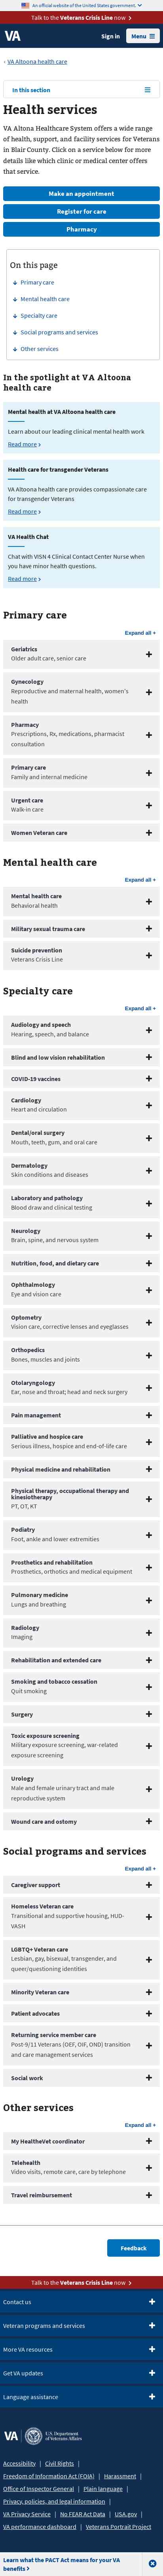 An official website of the United States government.
Talk to the Veterans Crisis Line now
VA
Sign in
Menu
VA Altoona health care
In this section
Health services
VA Altona Healthcare System offers a wide range of health, support, and facility services for Veterans in Blair County. Click on a service below for more details, like which clinic or medical center offers it.
Make an appointment
Register for care
Pharmacy
On this page
Primary care
Mental health care
Specialty care
Social programs and services
Other services
In the spotlight at VA Altoona
health care
Mental health at VA Altoona health care
Learn about our leading clinical mental health work
Read more
Health care for transgender Veterans
VA Altoona health care provides compassionate care
for transgender Veterans
Read more
VA Health Chat
Chat with VISN 4 Clinical Contact Center Nurse when
you have minor health questions.
Read more
Primary care
Expand all +
Geriatrics
Older adult care, senior care
Gynecology
Reproductive and maternal health, women's
health
Pharmacy
Prescriptions, Rx, medications, pharmacist
consultation
Primary care
Family and internal medicine
Urgent care
Walk-in care
Women Veteran care
Mental health care
Expand all +
Mental health care
Behavioral health
Military sexual trauma care
Suicide prevention
Veterans Crisis Line
Specialty care
Expand all +
Audiology and speech
Hearing, speech, and balance
Blind and low vision rehabilitation
COVID-19 vaccines
Cardiology
Heart and circulation
Dental/oral surgery
Mouth, teeth, gum, and oral care
Dermatology
Skin conditions and diseases
Laboratory and pathology
Blood draw and clinical testing
Neurology
Brain, spine, and nervous system
Nutrition, food, and dietary care
Ophthalmology
Eye and vision care
Optometry
Vision care, corrective lenses and eyeglasses
Orthopedics
Bones, muscles and joints
Otolaryngology
Ear, nose and throat; head and neck surgery
Pain management
Palliative and hospice care
Serious illness, hospice and end-of-life care
Physical medicine and rehabilitation
Physical therapy, occupational therapy and
kinesiotherapy
PT, OT, KT
Podiatry
Foot, ankle and lower extremities
Prosthetics and rehabilitation
Prosthetics, orthotics and medical equipment
Pulmonary medicine
Lungs and breathing
Radiology
Imaging
Rehabilitation and extended care
Smoking and tobacco cessation
Quit smoking
Surgery
Toxic exposure screening
Military exposure screening, war-related
exposure screening
Urology
Male and female urinary tract and male
reproductive system
Wound care and ostomy
Social programs and services
Expand all +
Caregiver support
Homeless Veteran care
Transitional and supportive housing, HUD-
VASH
LGBTQ+ Veteran care
Lesbian, gay, bisexual, transgender, and
queer/questioning identities
Minority Veteran care
Patient advocates
Returning service member care
Post-9/11 Veterans (OEF, OIF, OND) transition
and care management services
Social work
Other services
Expand all +
My HealtheVet coordinator
Telehealth
Video visits, remote care, care by telephone
Travel reimbursement
Feedback
Talk to the Veterans Crisis Line now
Contact us
Veteran programs and services
More VA resources
Get VA updates
Language assistance
VA U.S. Department of Veterans Affairs
Accessibility | Civil Rights |
Freedom of Information Act (FOIA) | Harassment |
Office of Inspector General | Plain language |
Privacy, policies, and legal information |
VA Privacy Service | No FEAR Act Data | USA.gov |
VA performance dashboard | Veterans Portrait Project
Learn what the PACT Act means for your VA
benefits